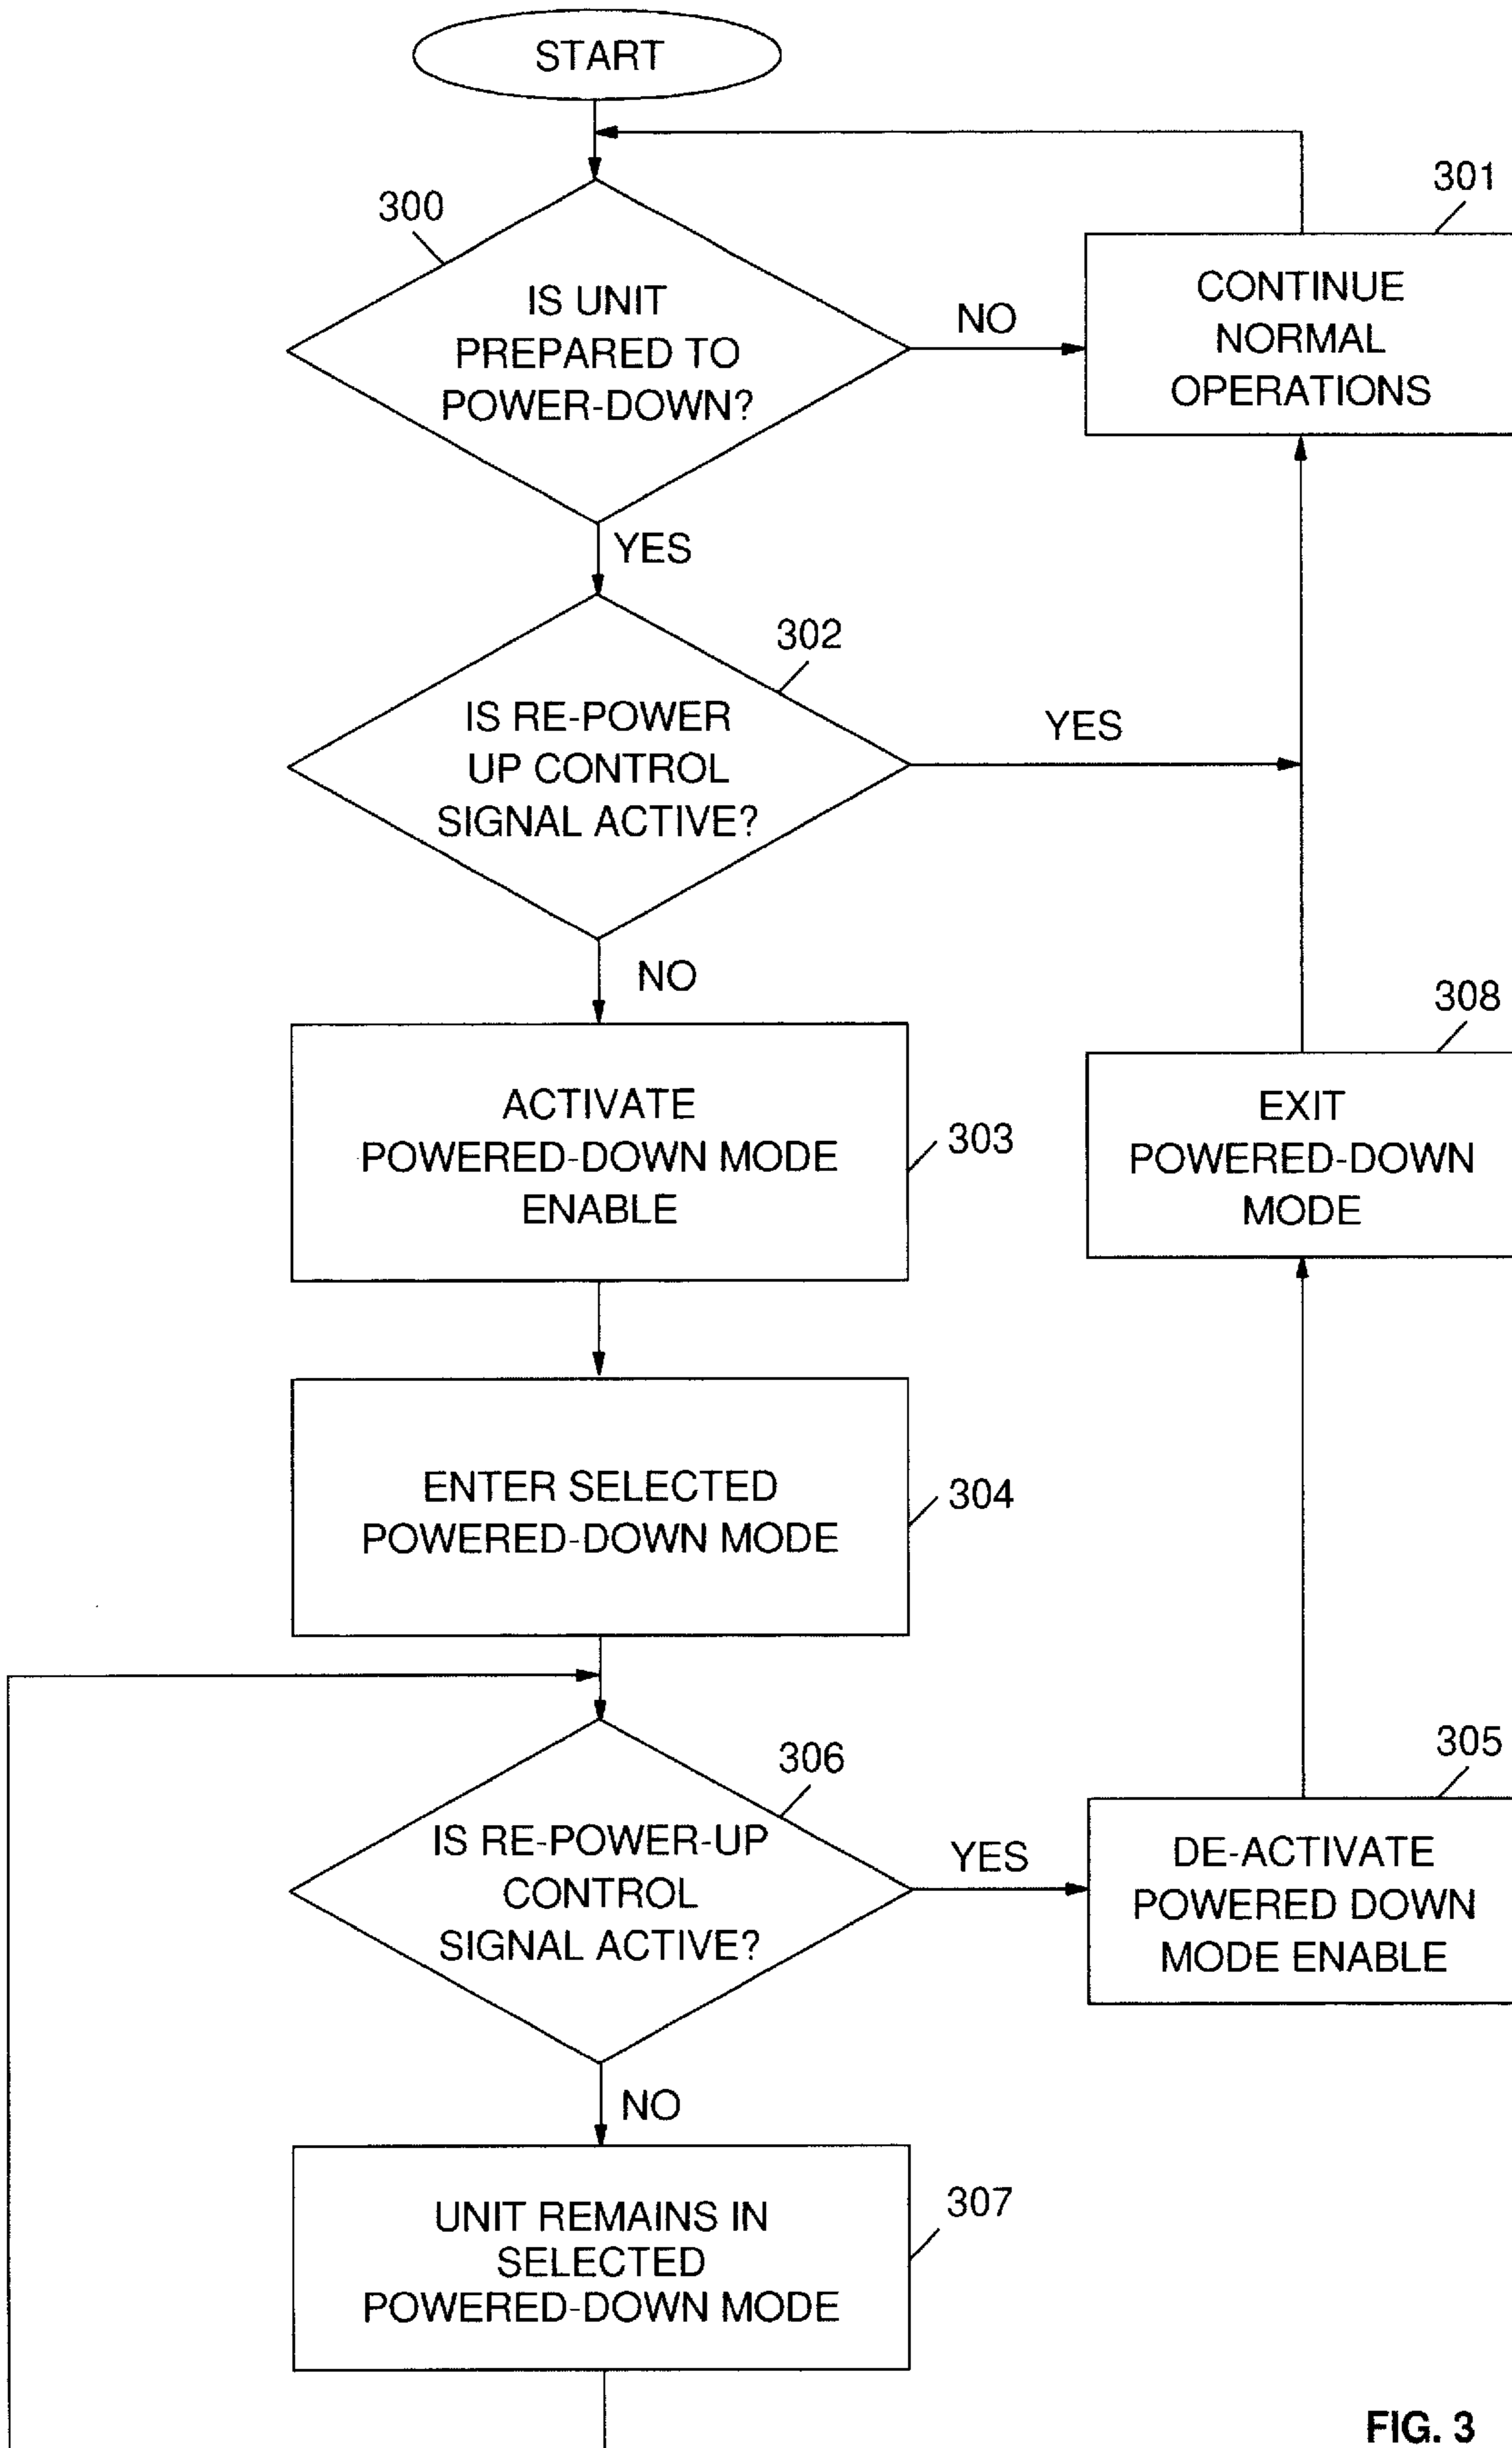 START
300
IS UNIT
PREPARED TO
POWER-DOWN?
NO
301
CONTINUE
NORMAL
OPERATIONS
YES
302
IS RE-POWER
UP CONTROL
SIGNAL ACTIVE?
YES
NO
303
ACTIVATE
POWERED-DOWN MODE
ENABLE
308
EXIT
POWERED-DOWN
MODE
304
ENTER SELECTED
POWERED-DOWN MODE
306
IS RE-POWER-UP
CONTROL
SIGNAL ACTIVE?
YES
305
DE-ACTIVATE
POWERED DOWN
MODE ENABLE
NO
307
UNIT REMAINS IN
SELECTED
POWERED-DOWN MODE
FIG. 3